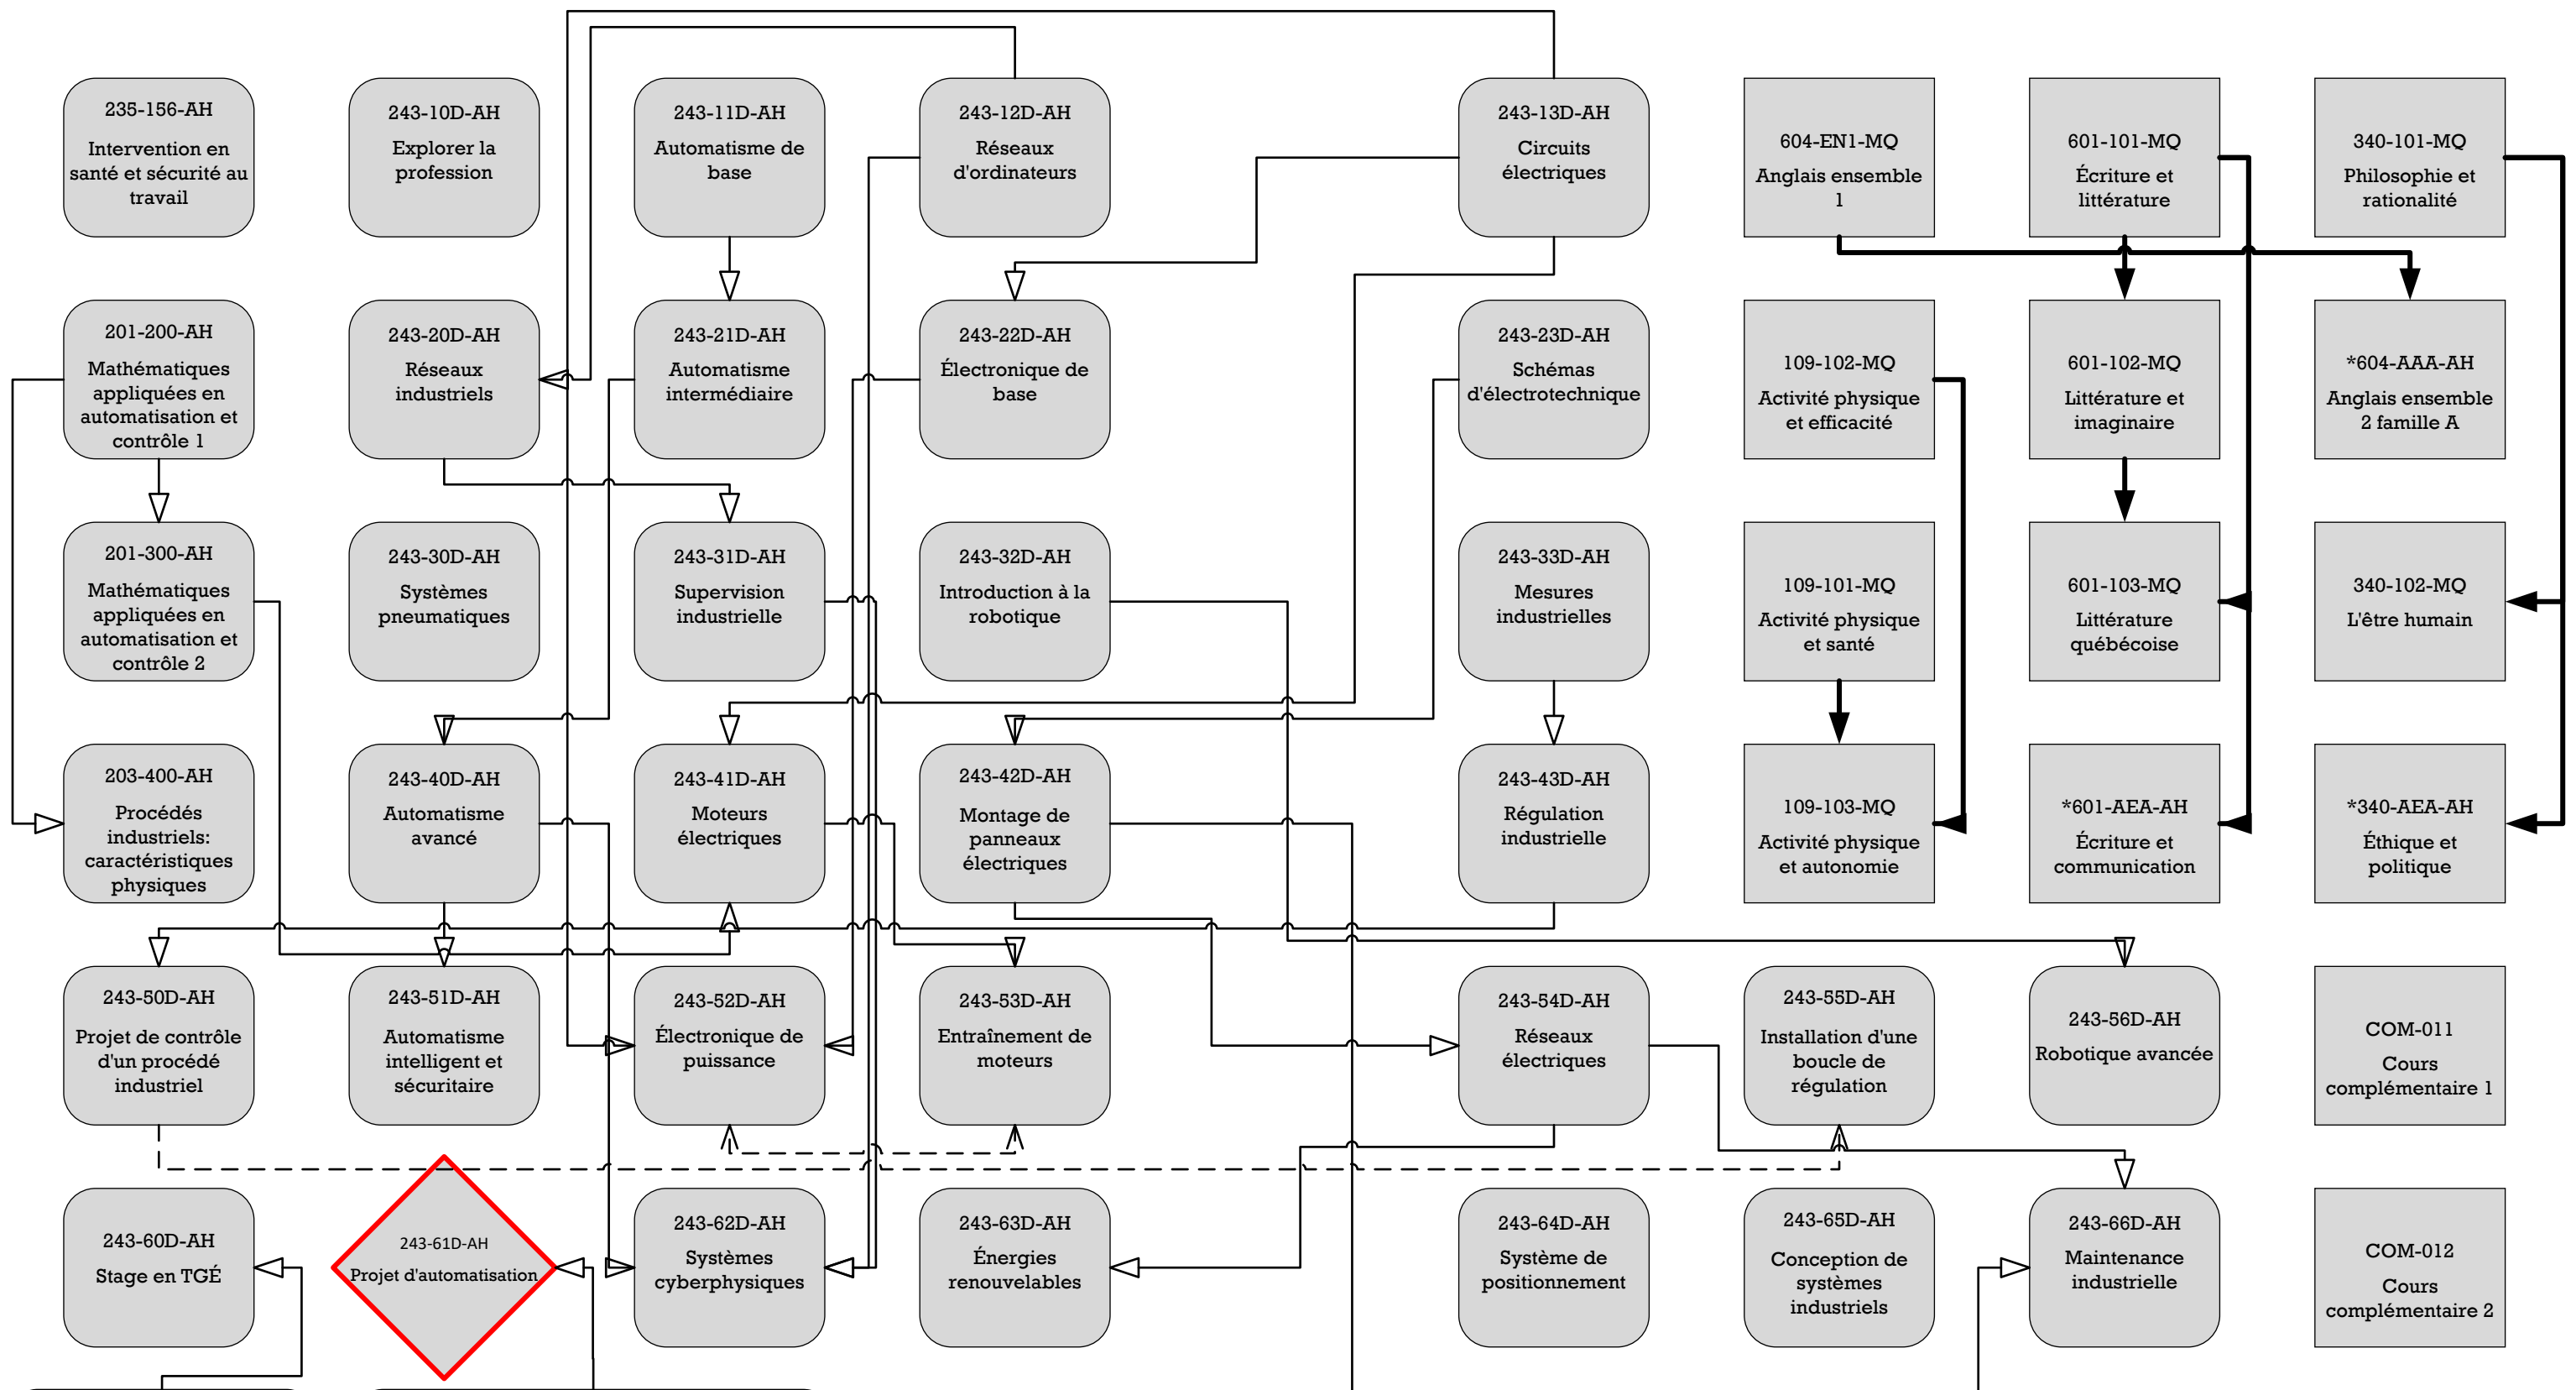 235-156-AH
Intervention en
santé et sécurité au
travail
243-10D-AH
Explorer la
profession
243-11D-AH
Automatisme de
base
243-12D-AH
Réseaux
d'ordinateurs
243-13D-AH
Circuits
électriques
604-EN1-MQ
Anglais ensemble
1
601-101-MQ
Écriture et
littérature
340-101-MQ
Philosophie et
rationalité
201-200-AH
Mathématiques
appliquées en
automatisation et
contrôle 1
243-20D-AH
Réseaux
industriels
243-21D-AH
Automatisme
intermédiaire
243-22D-AH
Électronique de
base
243-23D-AH
Schémas
d'électrotechnique
109-102-MQ
Activité physique
et efficacité
601-102-MQ
Littérature et
imaginaire
*604-AAA-AH
Anglais ensemble
2 famille A
201-300-AH
Mathématiques
appliquées en
automatisation et
contrôle 2
243-30D-AH
Systèmes
pneumatiques
243-31D-AH
Supervision
industrielle
243-32D-AH
Introduction à la
robotique
243-33D-AH
Mesures
industrielles
109-101-MQ
Activité physique
et santé
601-103-MQ
Littérature
québécoise
340-102-MQ
L'être humain
203-400-AH
Procédés
industriels:
caractéristiques
physiques
243-40D-AH
Automatisme
avancé
243-41D-AH
Moteurs
électriques
243-42D-AH
Montage de
panneaux
électriques
243-43D-AH
Régulation
industrielle
109-103-MQ
Activité physique
et autonomie
*601-AEA-AH
Écriture et
communication
*340-AEA-AH
Éthique et
politique
243-50D-AH
Projet de contrôle
d'un procédé
industriel
243-51D-AH
Automatisme
intelligent et
sécuritaire
243-52D-AH
Électronique de
puissance
243-53D-AH
Entraînement de
moteurs
243-54D-AH
Réseaux
électriques
243-55D-AH
Installation d'une
boucle de
régulation
243-56D-AH
Robotique avancée
COM-011
Cours
complémentaire 1
243-60D-AH
Stage en TGÉ
243-61D-AH
Projet d'automatisation
243-62D-AH
Systèmes
cyberphysiques
243-63D-AH
Énergies
renouvelables
243-64D-AH
Système de
positionnement
243-65D-AH
Conception de
systèmes
industriels
243-66D-AH
Maintenance
industrielle
COM-012
Cours
complémentaire 2